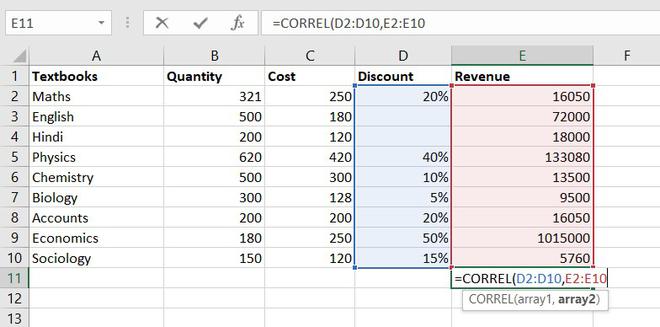 E11 =CORREL(D2:D10,E2:E10
A B C D E F
1 Textbooks Quantity Cost Discount Revenue
2 Maths 321 250 20% 16050
3 English 500 180 72000
4 Hindi 200 120 18000
5 Physics 620 420 40% 133080
6 Chemistry 500 300 10% 13500
7 Biology 300 128 5% 9500
8 Accounts 200 200 20% 16050
9 Economics 180 250 50% 1015000
10 Sociology 150 120 15% 5760
11 =CORREL(D2:D10,E2:E10
12 CORREL(array1, array2)
13